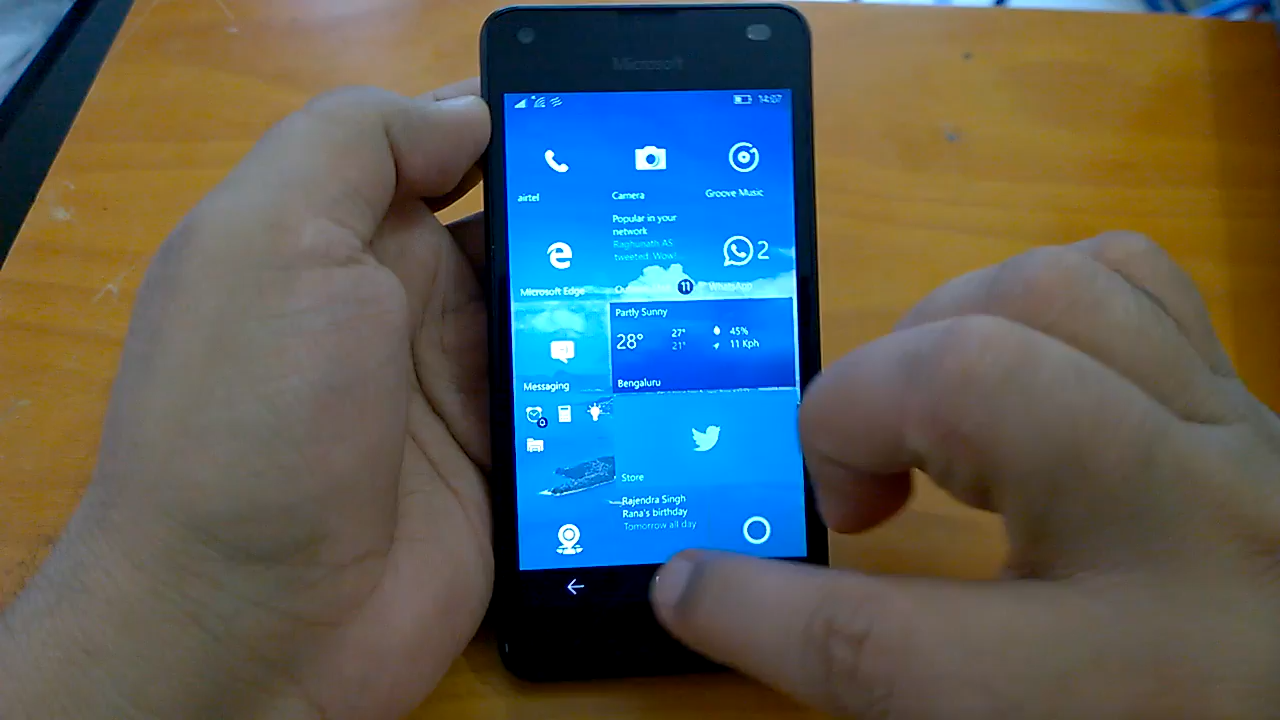 Microsoft
14:07
airtel
Camera
Groove Music
Popular in your
network
Raghunath AS
tweeted: Wow!
2
Microsoft Edge
11
WhatsApp
Partly Sunny
28°
27°
45%
21°
11 Kph
Bengaluru
Messaging
Store
Rajendra Singh
Rana's birthday
Tomorrow all day